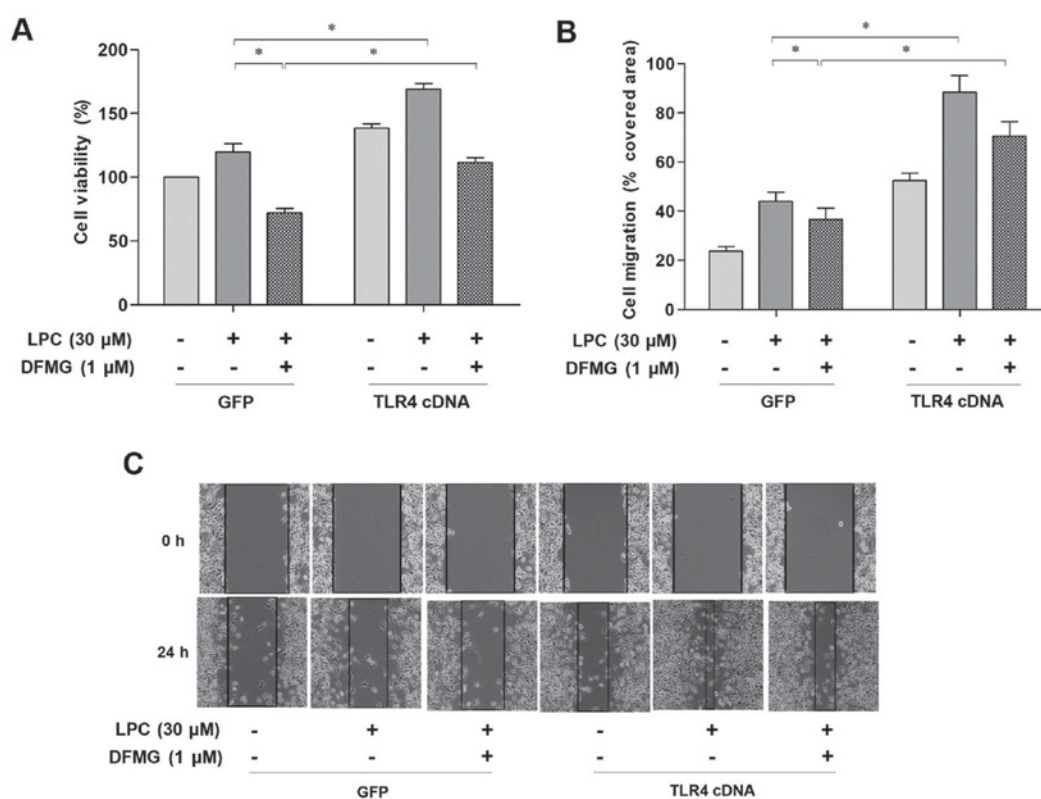 A
* 
* *
Cell viability (%)
200
150
100
50
0
LPC (30 µM) - + + - + +
DFMG (1 µM) - - + - - +
GFP TLR4 cDNA
B
*
* *
Cell migration (% covered area)
100
80
60
40
20
0
LPC (30 µM) - + + - + +
DFMG (1 µM) - - + - - +
GFP TLR4 cDNA
C
0 h
24 h
LPC (30 µM) - + + - + +
DFMG (1 µM) - - + - - +
GFP TLR4 cDNA